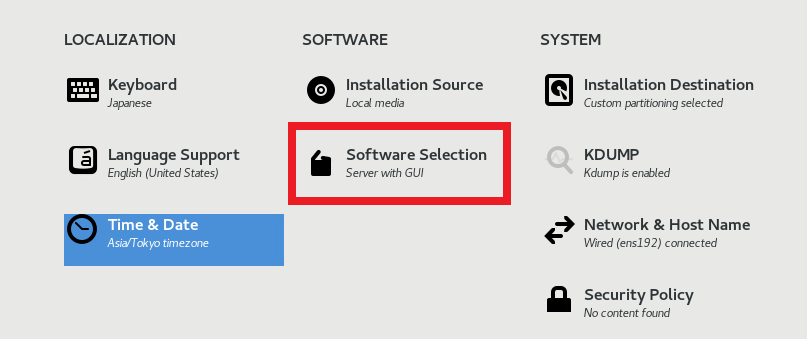 LOCALIZATION
Keyboard
Japanese
Language Support
English (United States)
Time & Date
Asia/Tokyo timezone
SOFTWARE
Installation Source
Local media
Software Selection
Server with GUI
SYSTEM
Installation Destination
Custom partitioning selected
KDUMP
Kdump is enabled
Network & Host Name
Wired (ens192) connected
Security Policy
No content found